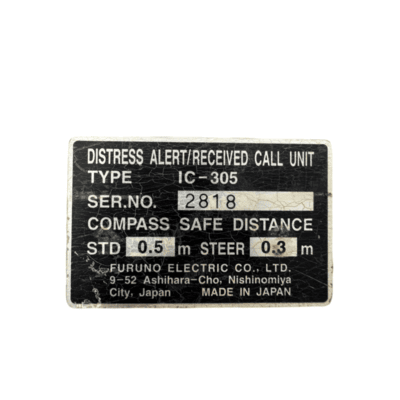 DISTRESS ALERT/RECEIVED CALL UNIT
TYPE IC-305
SER.NO. 2818
COMPASS SAFE DISTANCE
STD 0.5 m STEER 0.3 m
FURUNO ELECTRIC CO., LTD.
9-52 Ashihara-Cho, Nishinomiya
City, Japan MADE IN JAPAN